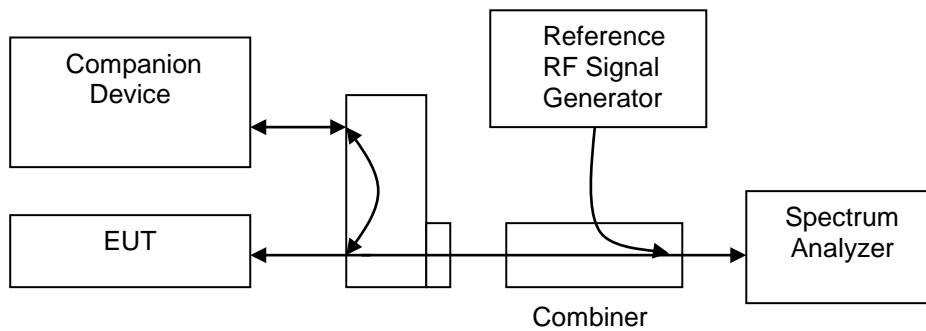 Companion
Device
Reference
RF Signal
Generator
EUT
Spectrum
Analyzer
Combiner